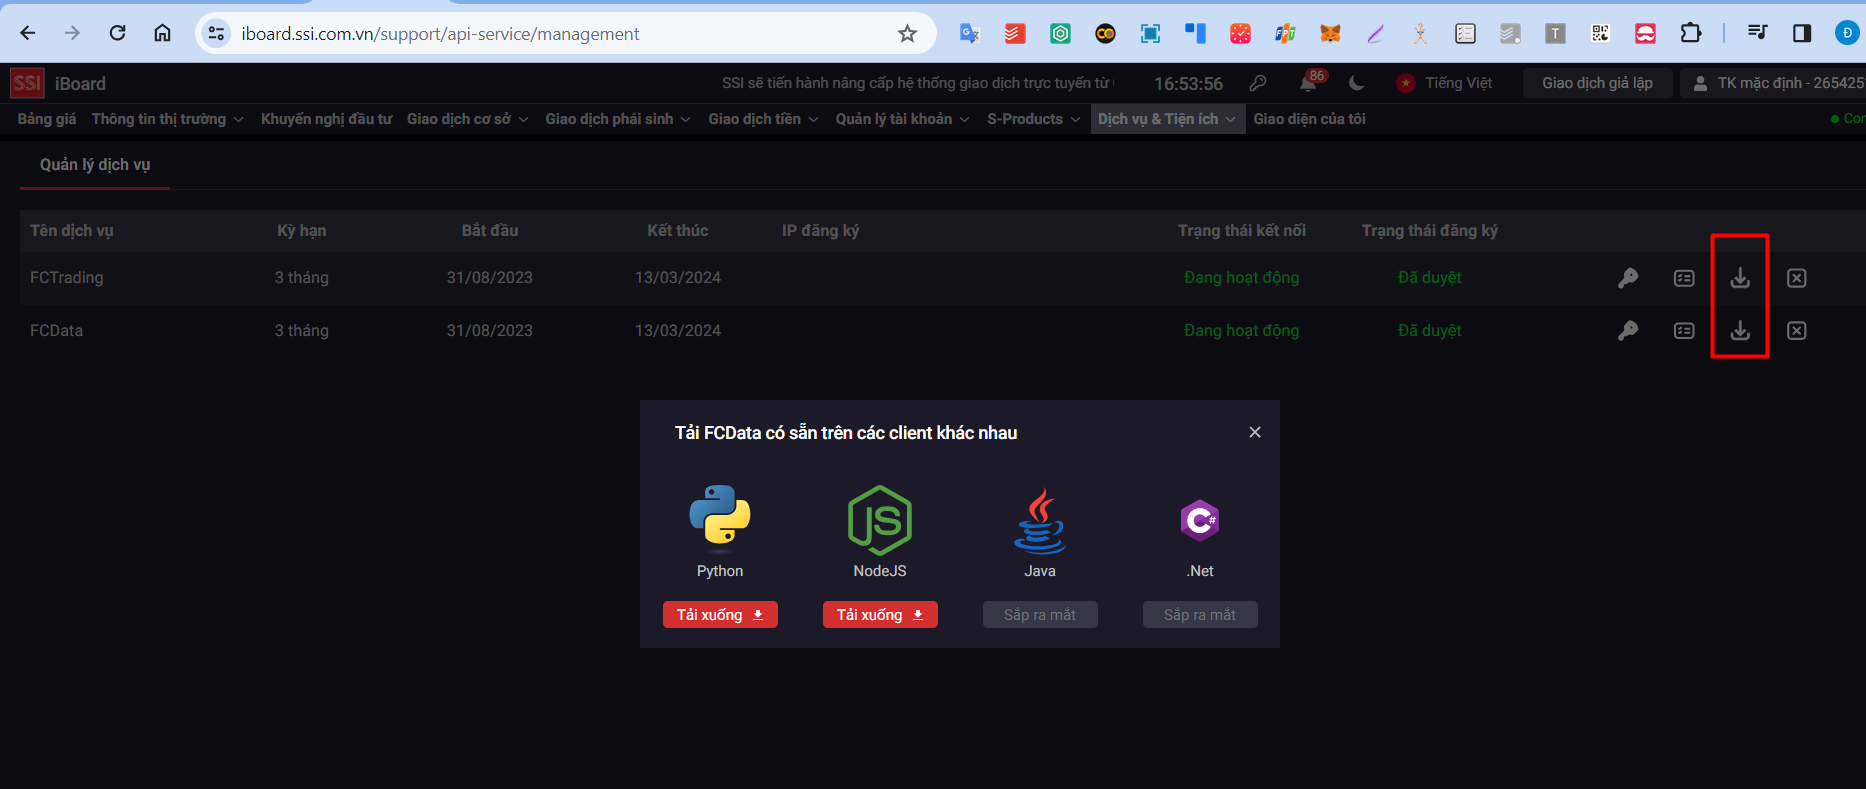 iboard.ssi.com.vn/support/api-service/management
SSI iBoard SSI sẽ tiến hành nâng cấp hệ thống giao dịch trực tuyến từ 16:53:56 86 Tiếng Việt Giao dịch giả lập TK mặc định - 265425
Bảng giá Thông tin thị trường Khuyến nghị đầu tư Giao dịch cơ sở Giao dịch phái sinh Giao dịch tiền Quản lý tài khoản S-Products Dịch vụ & Tiện ích Giao diện của tôi Con
Quản lý dịch vụ
Tên dịch vụ Kỳ hạn Bắt đầu Kết thúc IP đăng ký Trạng thái kết nối Trạng thái đăng ký
FCTrading 3 tháng 31/08/2023 13/03/2024 Đang hoạt động Đã duyệt
FCData 3 tháng 31/08/2023 13/03/2024 Đang hoạt động Đã duyệt
Tải FCData có sẵn trên các client khác nhau
Python NodeJS Java .Net
Tải xuống Tải xuống Sắp ra mắt Sắp ra mắt